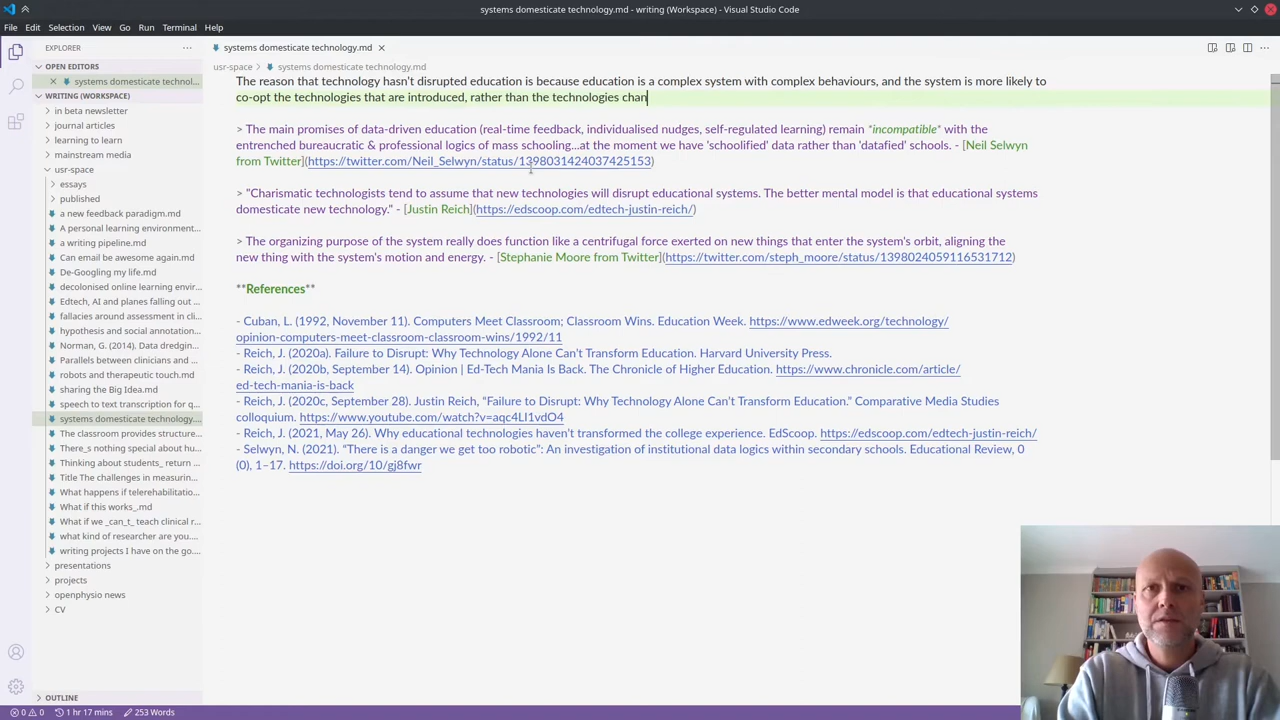 systems domesticate technology.md - writing (Workspace) - Visual Studio Code
File Edit Selection View Go Run Terminal Help
EXPLORER
OPEN EDITORS
systems domesticate technol...
WRITING (WORKSPACE)
in beta newsletter
journal articles
learning to learn
mainstream media
usr-space
essays
published
a new feedback paradigm.md
A personal learning environment...
a writing pipeline.md
Can email be awesome again.md
De-Googling my life.md
decolonised online learning envir...
Edtech, AI and planes falling out ...
fallacies around assessment in cli...
hypothesis and social annotation...
Norman, G. (2014). Data dredgin...
Parallels between clinicians and ...
robots and therapeutic touch.md
sharing the Big Idea.md
speech to text transcription for q...
systems domesticate technology....
The classroom provides structure...
There_s nothing special about hu...
Thinking about students_ return ...
Title The challenges in measurin...
What happens if telerehabilitatio...
What if this works_.md
What if we _can_t_ teach clinical r...
what kind of researcher are you....
writing projects I have on the go....
presentations
projects
openphysio news
CV
OUTLINE
systems domesticate technology.md
usr-space > systems domesticate technology.md
The reason that technology hasn't disrupted education is because education is a complex system with complex behaviours, and the system is more likely to
co-opt the technologies that are introduced, rather than the technologies chan
> The main promises of data-driven education (real-time feedback, individualised nudges, self-regulated learning) remain *incompatible* with the
entrenched bureaucratic & professional logics of mass schooling...at the moment we have 'schoolified' data rather than 'datafied' schools. - [Neil Selwyn
from Twitter](https://twitter.com/Neil_Selwyn/status/1398031424037425153)
> "Charismatic technologists tend to assume that new technologies will disrupt educational systems. The better mental model is that educational systems
domesticate new technology." - [Justin Reich](https://edscoop.com/edtech-justin-reich/)
> The organizing purpose of the system really does function like a centrifugal force exerted on new things that enter the system's orbit, aligning the
new thing with the system's motion and energy. - [Stephanie Moore from Twitter](https://twitter.com/steph_moore/status/1398024059116531712)
**References**
- Cuban, L. (1992, November 11). Computers Meet Classroom; Classroom Wins. Education Week. https://www.edweek.org/technology/
opinion-computers-meet-classroom-classroom-wins/1992/11
- Reich, J. (2020a). Failure to Disrupt: Why Technology Alone Can't Transform Education. Harvard University Press.
- Reich, J. (2020b, September 14). Opinion | Ed-Tech Mania Is Back. The Chronicle of Higher Education. https://www.chronicle.com/article/
ed-tech-mania-is-back
- Reich, J. (2020c, September 28). Justin Reich, “Failure to Disrupt: Why Technology Alone Can't Transform Education.” Comparative Media Studies
colloquium. https://www.youtube.com/watch?v=aqc4LI1vdO4
- Reich, J. (2021, May 26). Why educational technologies haven't transformed the college experience. EdScoop. https://edscoop.com/edtech-justin-reich/
- Selwyn, N. (2021). “There is a danger we get too robotic”: An investigation of institutional data logics within secondary schools. Educational Review, 0
(0), 1–17. https://doi.org/10/gj8fwr
0 0 1 hr 17 mins 253 Words